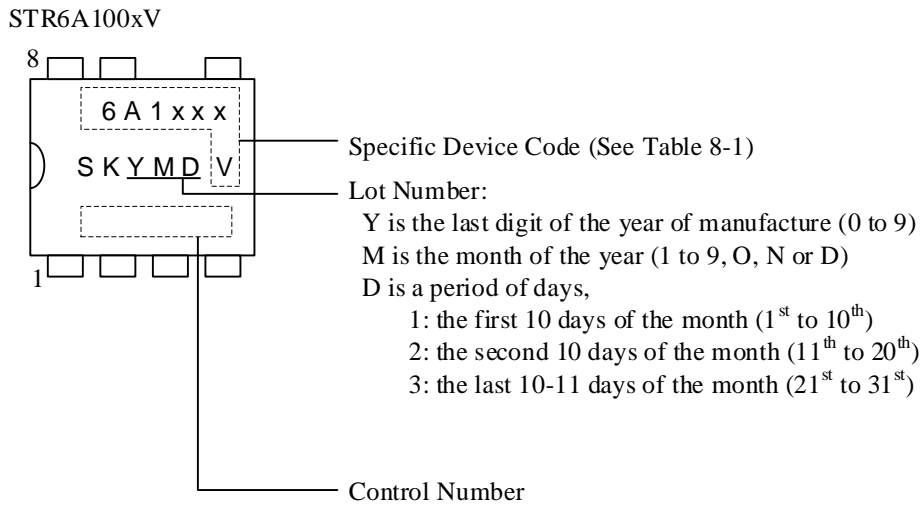 STR6A100xV
8
6 A 1 x x x
S K Y M D V
1
Specific Device Code (See Table 8-1)
Lot Number:
Y is the last digit of the year of manufacture (0 to 9)
M is the month of the year (1 to 9, O, N or D)
D is a period of days,
1: the first 10 days of the month (1st to 10th)
2: the second 10 days of the month (11th to 20th)
3: the last 10-11 days of the month (21st to 31st)
Control Number